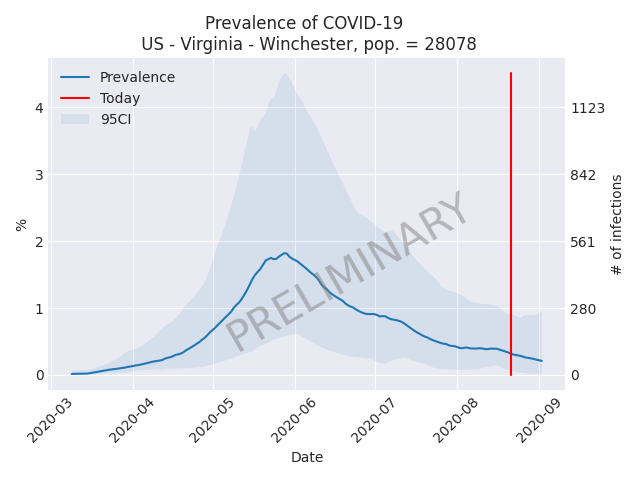 Prevalence of COVID-19
US - Virginia - Winchester, pop. = 28078
Prevalence
Today
95CI
4
3
2
1
0
%
1123
842
561
280
0
# of infections
PRELIMINARY
2020-03
2020-04
2020-05
2020-06
2020-07
2020-08
2020-09
Date